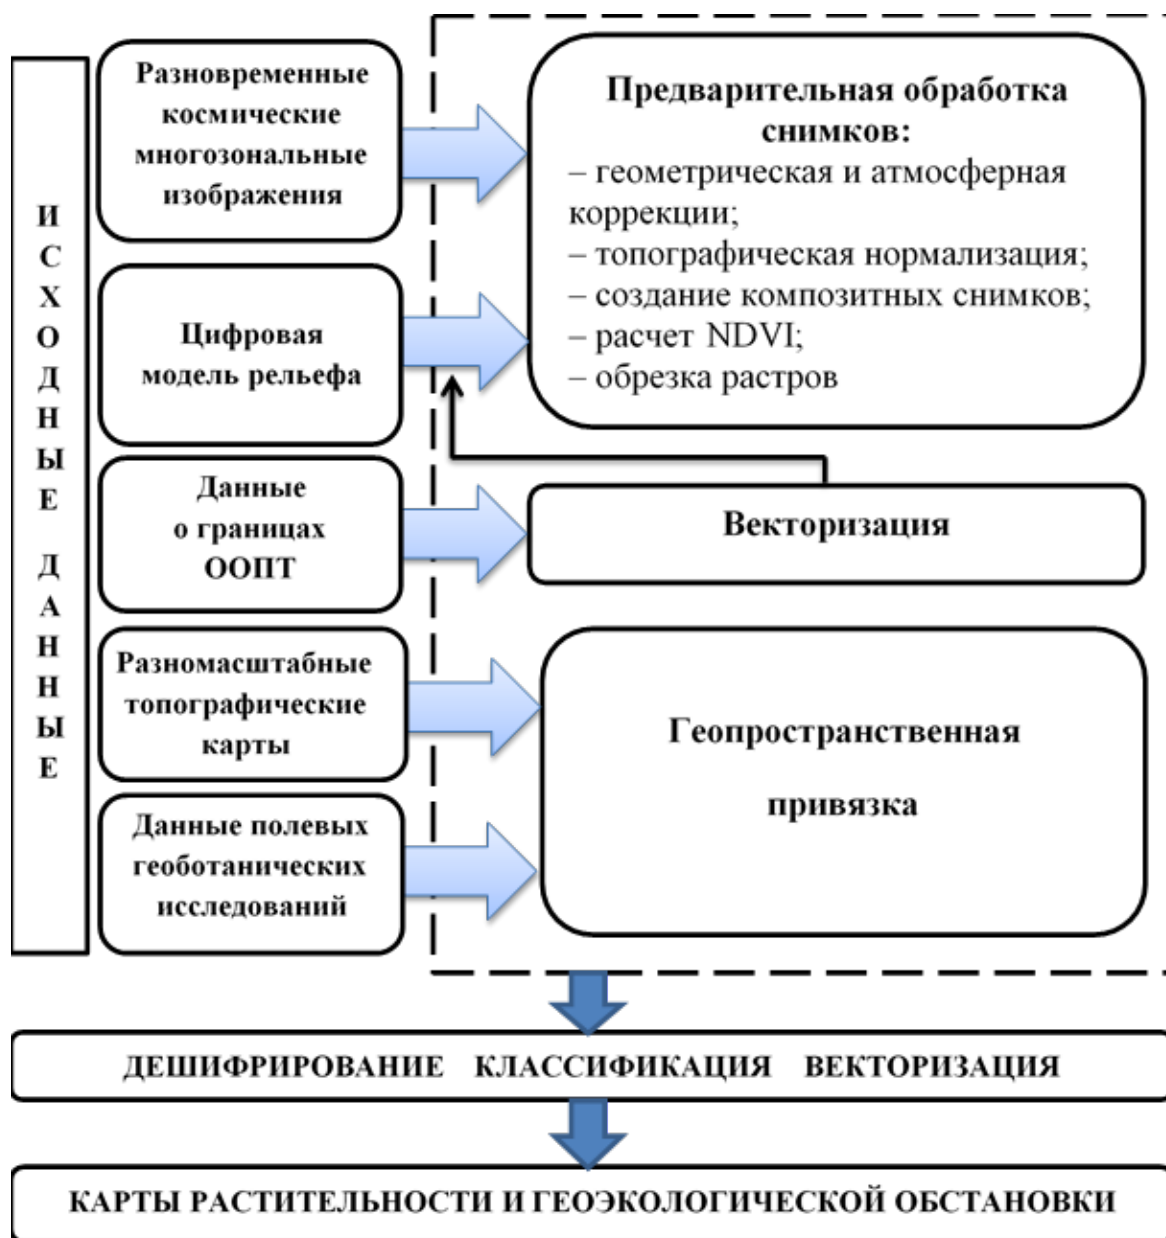 ИСХОДНЫЕ ДАННЫЕ
Разновременные
космические
многозональные
изображения
Предварительная обработка
снимков:
– геометрическая и атмосферная
коррекции;
– топографическая нормализация;
– создание композитных снимков;
– расчет NDVI;
– обрезка растров
Цифровая
модель рельефа
Данные
о границах
ООПТ
Векторизация
Разномасштабные
топографические
карты
Геопространственная
привязка
Данные полевых
геоботанических
исследований
ДЕШИФРИРОВАНИЕ КЛАССИФИКАЦИЯ ВЕКТОРИЗАЦИЯ
КАРТЫ РАСТИТЕЛЬНОСТИ И ГЕОЭКОЛОГИЧЕСКОЙ ОБСТАНОВКИ